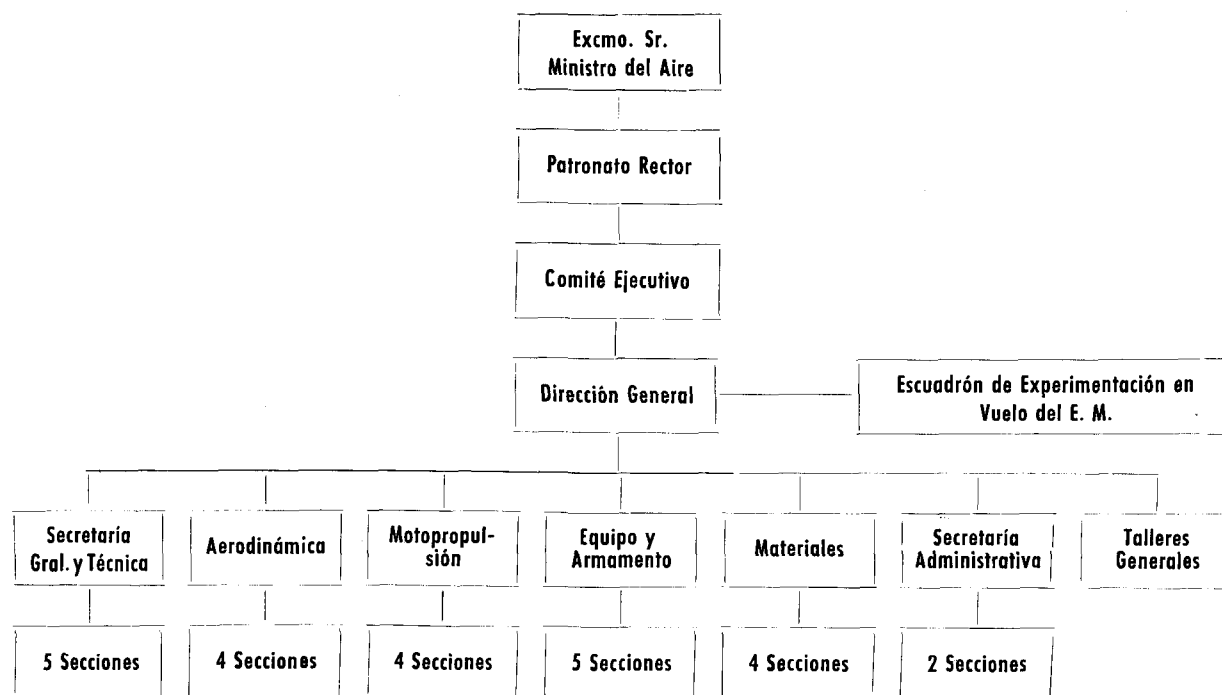 Excmo. Sr.
Ministro del Aire
Patronato Rector
Comité Ejecutivo
Dirección General
Escuadrón de Experimentación en
Vuelo del E. M.
Secretaría
Gral. y Técnica
Aerodinámica
Motopropul-
sión
Equipo y
Armamento
Materiales
Secretaría
Administrativa
Talleres
Generales
5 Secciones
4 Secciones
4 Secciones
5 Secciones
4 Secciones
2 Secciones